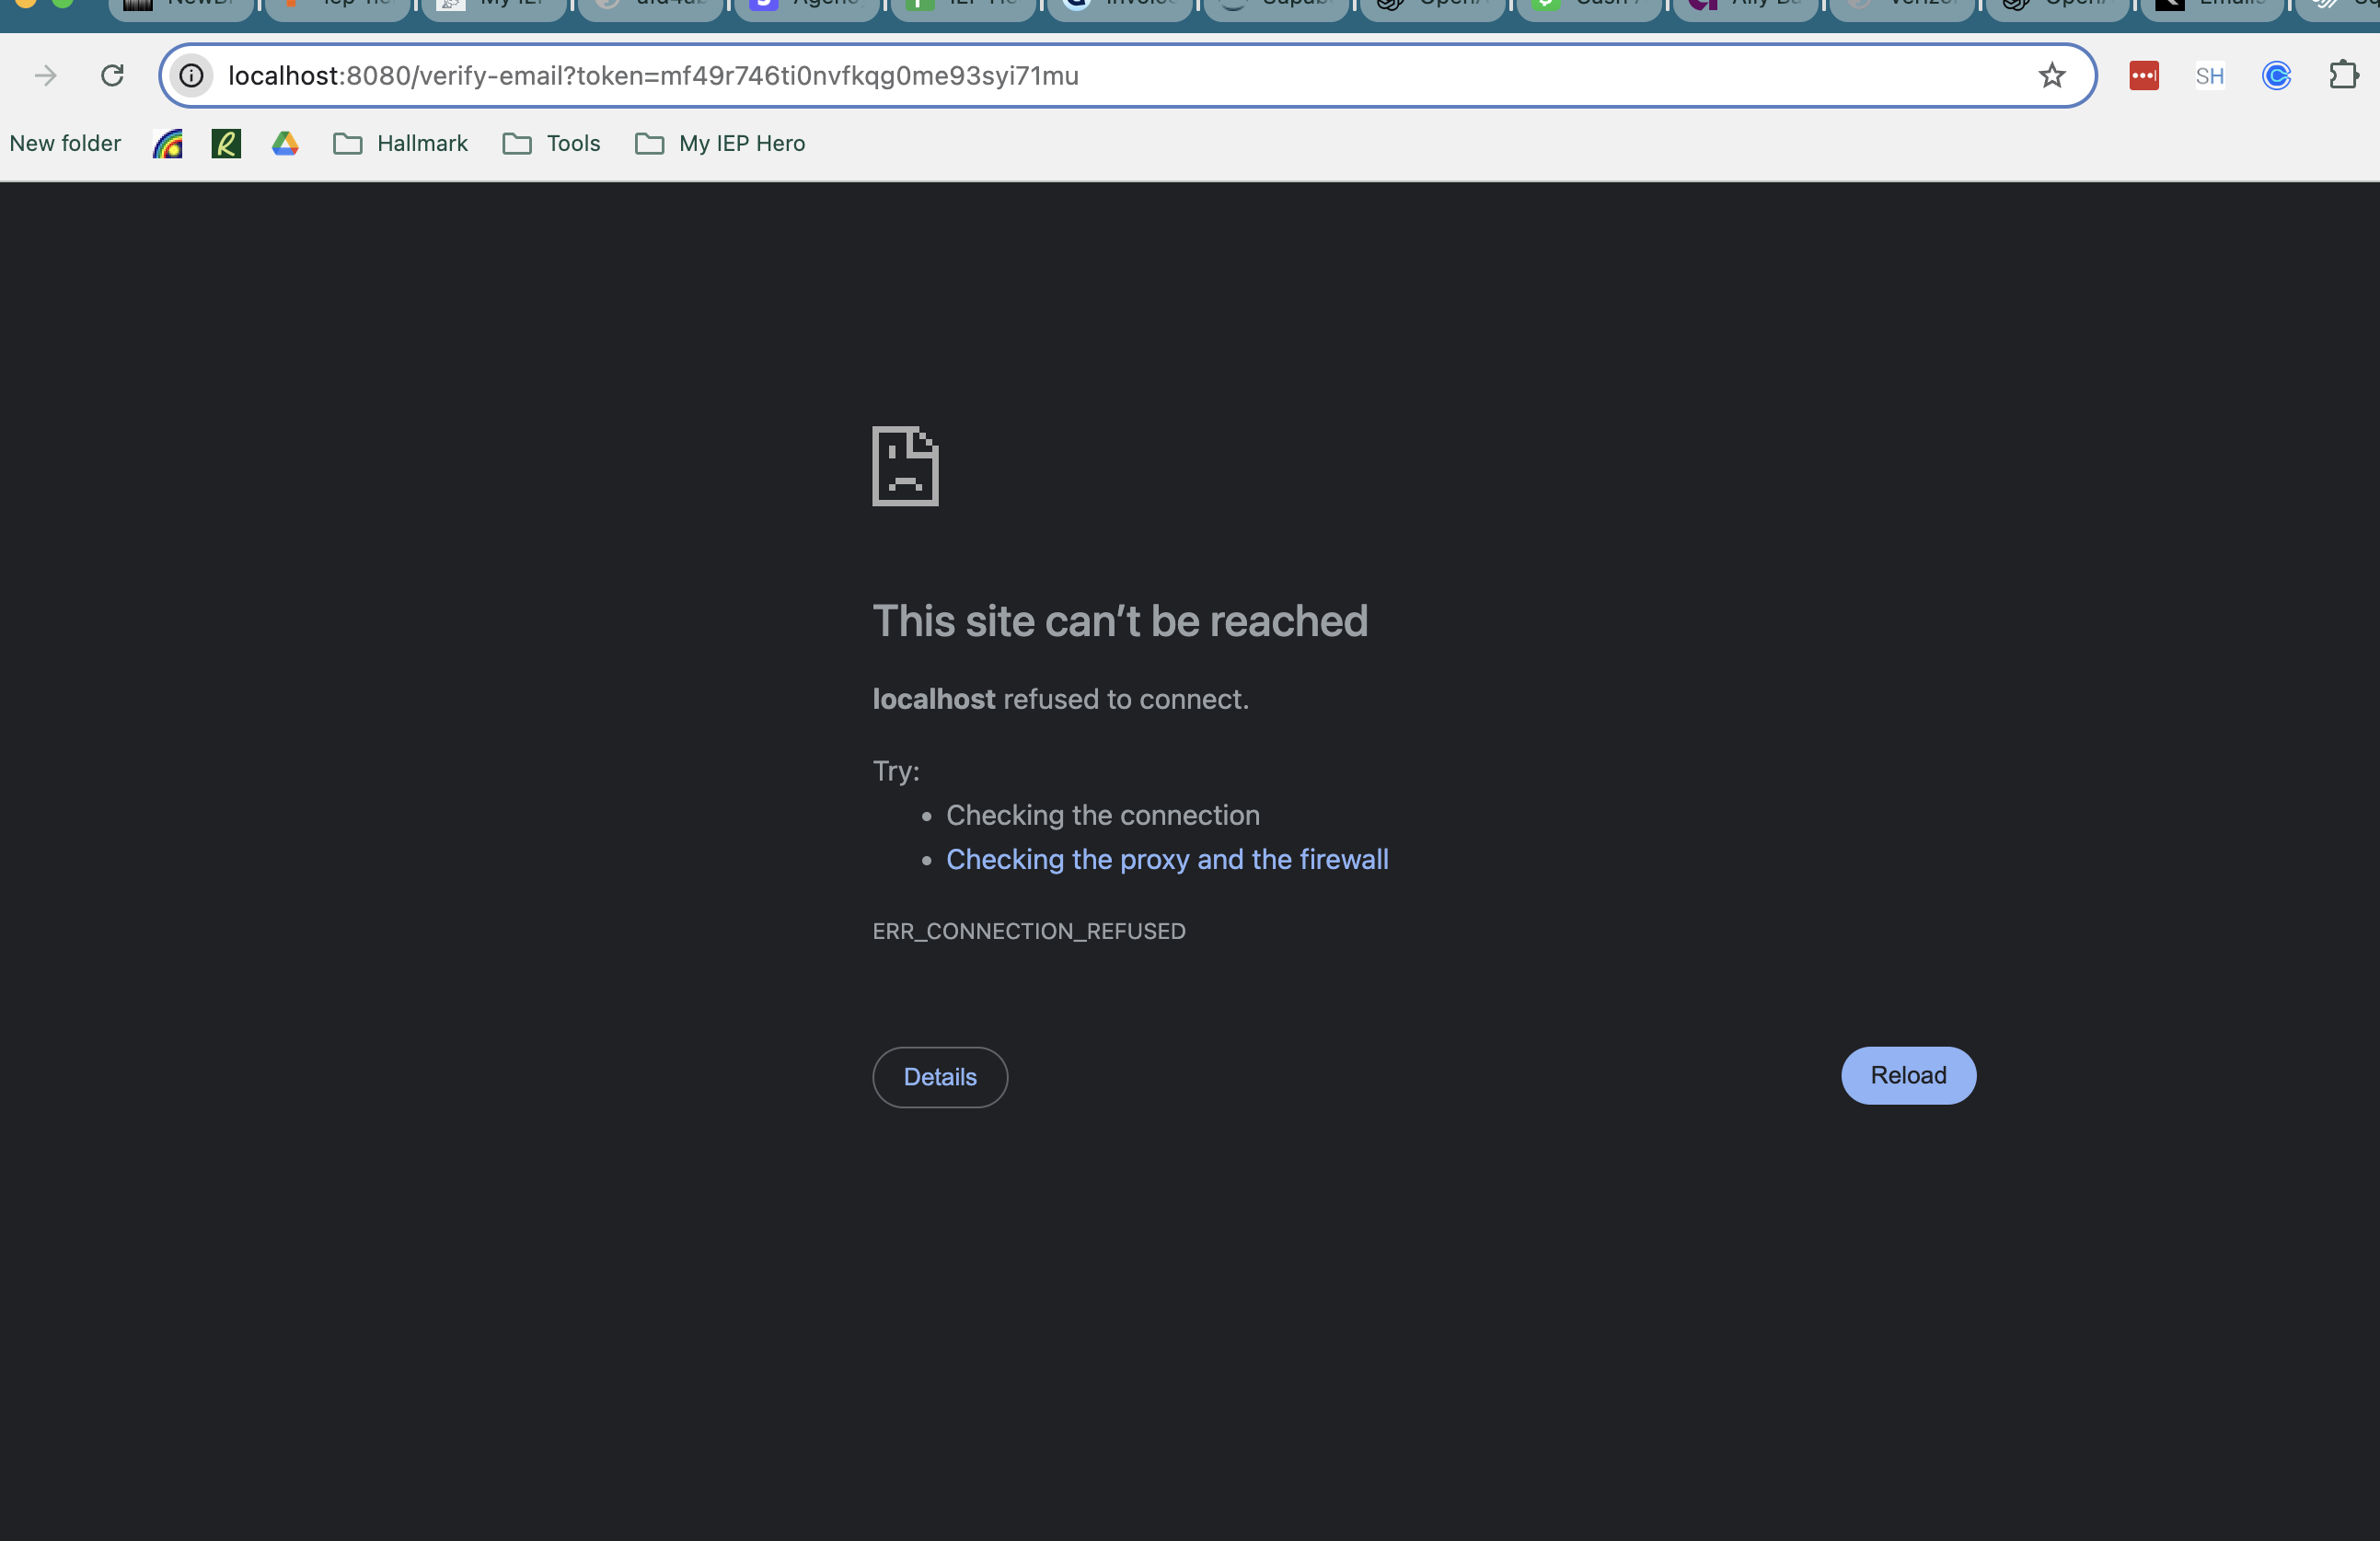 localhost:8080/verify-email?token=mf49r746ti0nvfkqg0me93syi71mu
SH
New folder
R
Hallmark
Tools
My IEP Hero
This site can’t be reached
localhost refused to connect.
Try:
• Checking the connection
• Checking the proxy and the firewall
ERR_CONNECTION_REFUSED
Details
Reload